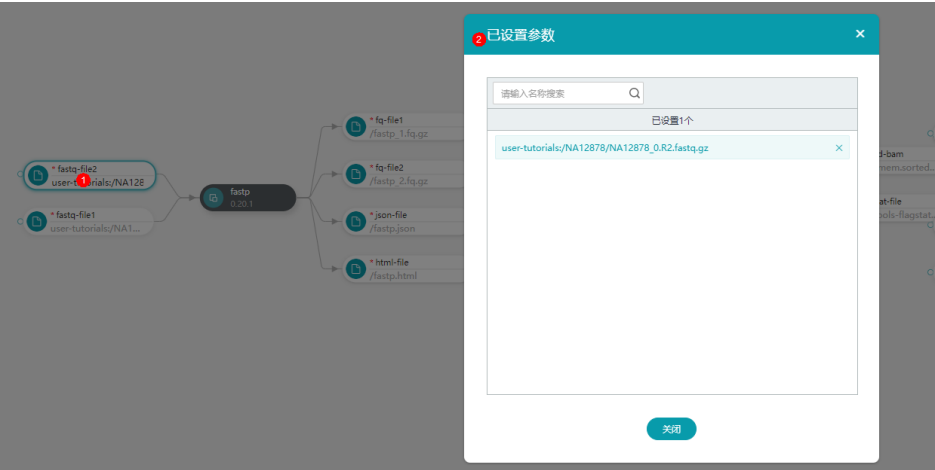 2 已设置参数 ×
请输入名称搜索
已设置1个
user-tutorials:/NA12878/NA12878_0.R2.fastq.gz ×
关闭
* fastq-file2
1
* fastq-file1
user-tutorials:/NA1...
fastp
0.20.1
* fq-file1
/fastp_1.fq.gz
* fq-file2
/fastp_2.fq.gz
* json-file
/fastp.json
* html-file
/fastp.html
d-bam
mem.sorted...
at-file
ools-flagstat...